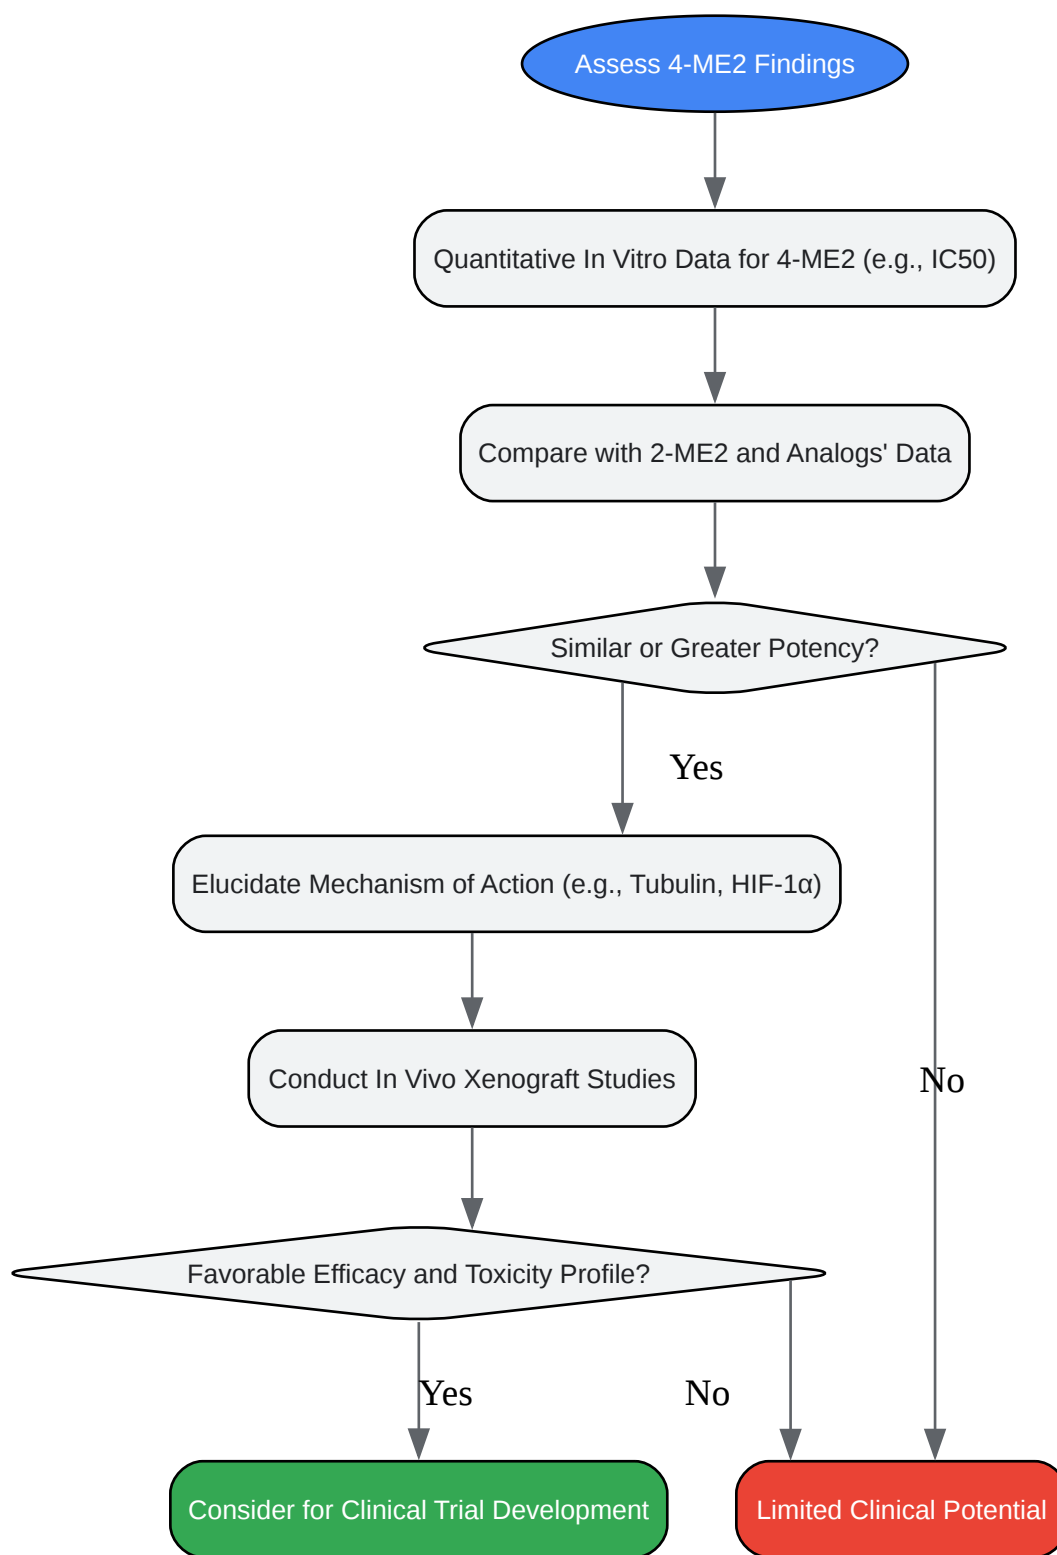 Assess 4-ME2 Findings
Quantitative In Vitro Data for 4-ME2 (e.g., IC50)
Compare with 2-ME2 and Analogs' Data
Similar or Greater Potency?
Yes
Elucidate Mechanism of Action (e.g., Tubulin, HIF-1α)
Conduct In Vivo Xenograft Studies
No
Favorable Efficacy and Toxicity Profile?
Yes
No
Consider for Clinical Trial Development
Limited Clinical Potential